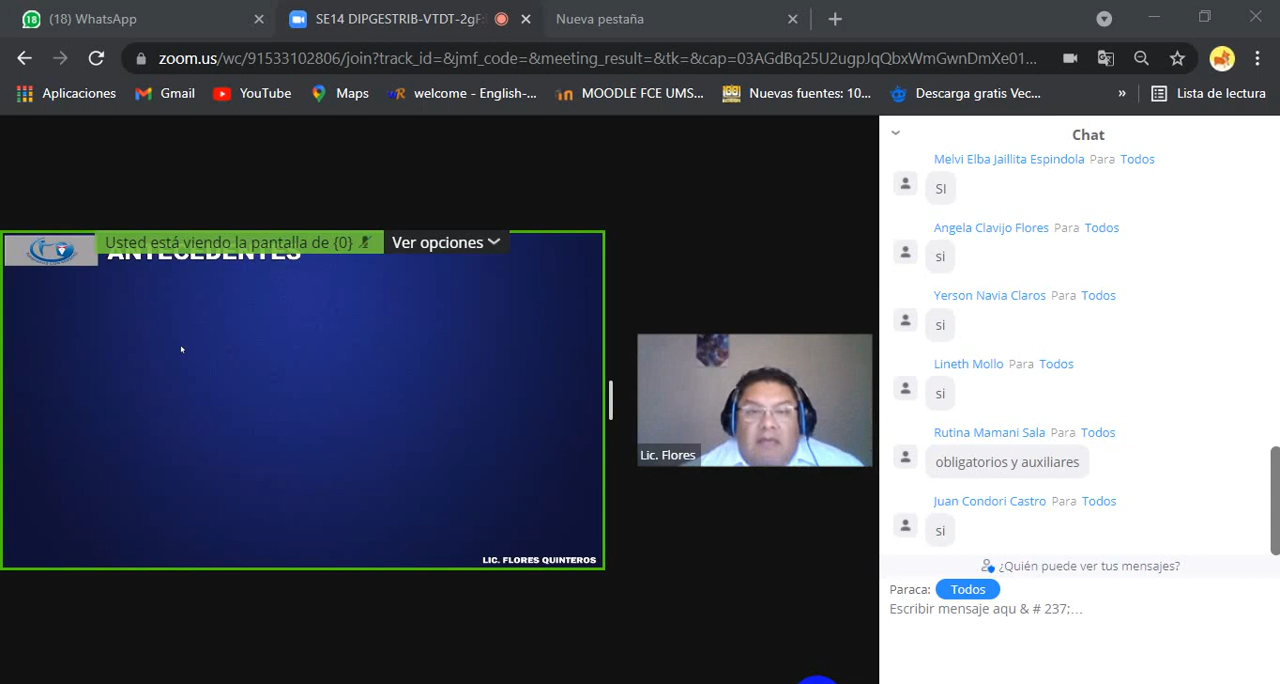 (18) WhatsApp
SE14 DIPGESTRIB-VTDT-2gF
Nueva pestaña
zoom.us/wc/91533102806/join?track_id=&jmf_code=&meeting_result=&tk=&cap=03AGdBq25U2ugpJqQbxWmGwnDmXe01...
Aplicaciones
Gmail
YouTube
Maps
welcome - English-...
MOODLE FCE UMS...
Nuevas fuentes: 10...
Descarga gratis Vec...
»
Lista de lectura
Usted está viendo la pantalla de {0}
Ver opciones
ANTECEDENTES
LIC. FLORES QUINTEROS
Lic. Flores
Chat
Melvi Elba Jaillita Espindola Para Todos
SI
Angela Clavijo Flores Para Todos
si
Yerson Navia Claros Para Todos
si
Lineth Mollo Para Todos
si
Rutina Mamani Sala Para Todos
obligatorios y auxiliares
Juan Condori Castro Para Todos
si
¿Quién puede ver tus mensajes?
Paraca: Todos
Escribir mensaje aqu & # 237;...